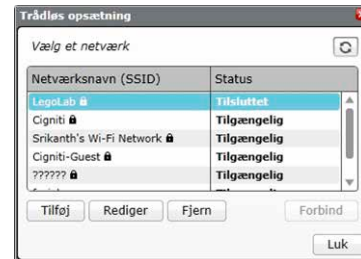 Trådløs opsætning
Vælg et netværk
Netværksnavn (SSID) Status
LegoLab Tilsluttet
Cigniti Tilgængelig
Srikanth's Wi-Fi Network Tilgængelig
Cigniti-Guest Tilgængelig
?????? Tilgængelig
Tilføj Rediger Fjern Forbind
Luk